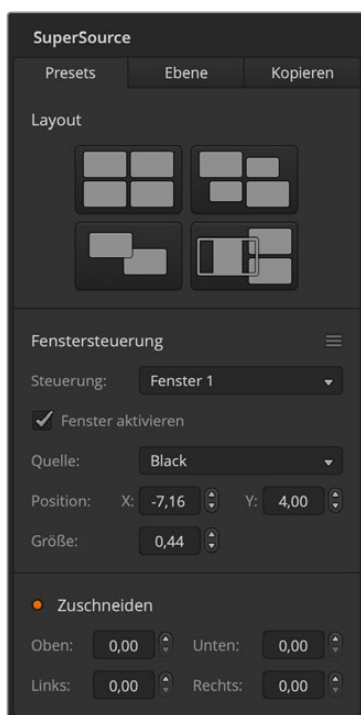 SuperSource
Presets Ebene Kopieren
Layout
Fenstersteuerung
Steuerung: Fenster 1
Fenster aktivieren
Quelle: Black
Position: X: -7,16 Y: 4,00
Größe: 0,44
Zuschneiden
Oben: 0,00 Unten: 0,00
Links: 0,00 Rechts: 0,00